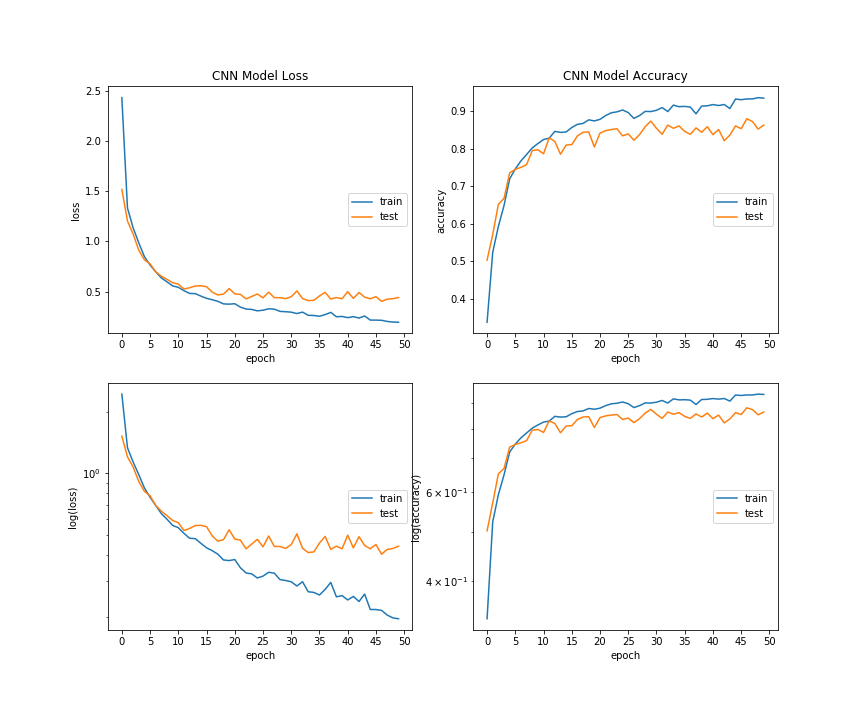 CNN Model Loss
2.5
2.0
1.5
1.0
0.5
loss
train
test
0 5 10 15 20 25 30 35 40 45 50
epoch
CNN Model Accuracy
0.9
0.8
0.7
0.6
0.5
0.4
accuracy
train
test
0 5 10 15 20 25 30 35 40 45 50
epoch
10⁰
log(loss)
train
test
0 5 10 15 20 25 30 35 40 45 50
epoch
6 × 10⁻¹
4 × 10⁻¹
log(accuracy)
train
test
0 5 10 15 20 25 30 35 40 45 50
epoch